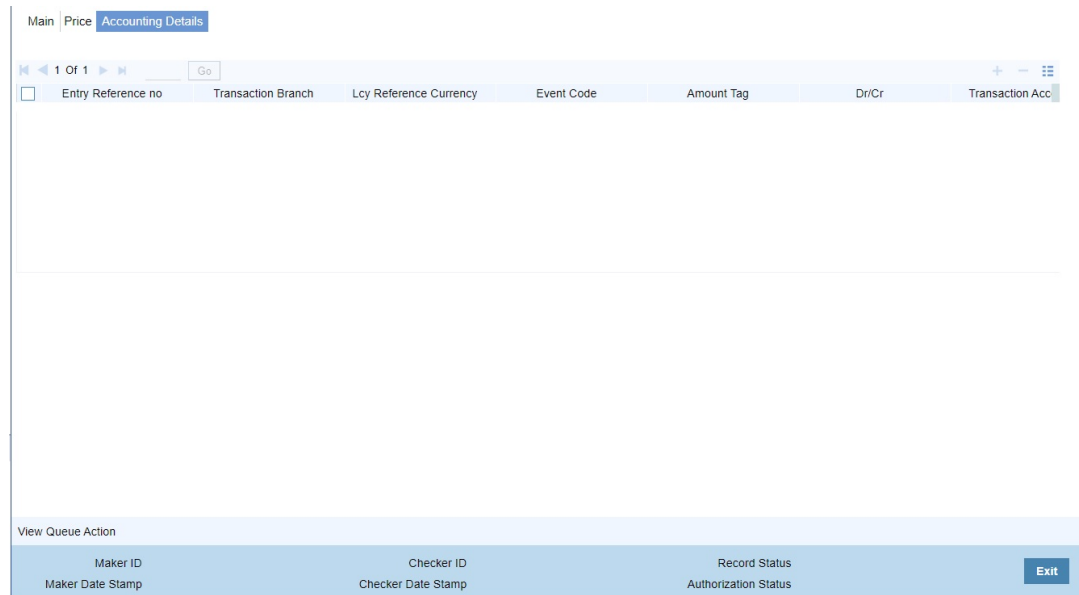 Main Price Accounting Details
1 Of 1 Go
Entry Reference no Transaction Branch Lcy Reference Currency Event Code Amount Tag Dr/Cr Transaction Acc
View Queue Action
Maker ID Checker ID Record Status
Maker Date Stamp Checker Date Stamp Authorization Status
Exit